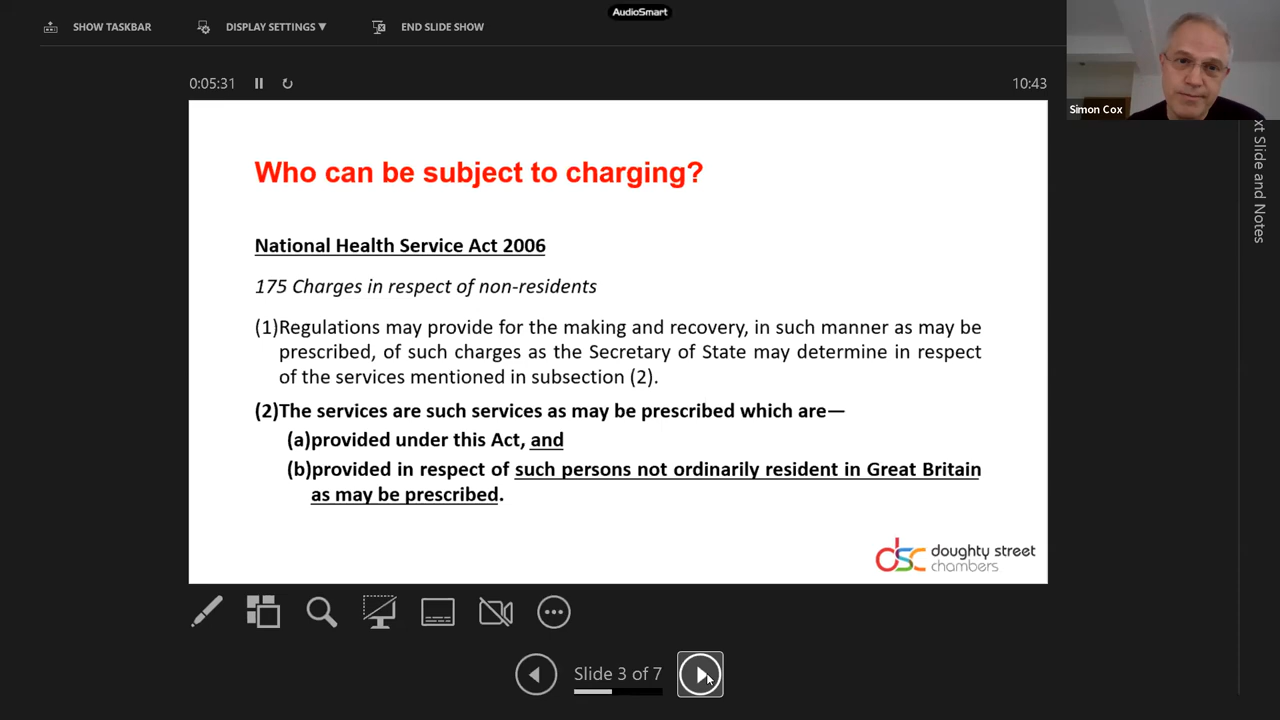 AudioSmart
SHOW TASKBAR
DISPLAY SETTINGS ▼
END SLIDE SHOW
0:05:31
10:43
Simon Cox
xt Slide and Notes
Who can be subject to charging?
National Health Service Act 2006
175 Charges in respect of non-residents
(1)Regulations may provide for the making and recovery, in such manner as may be
prescribed, of such charges as the Secretary of State may determine in respect
of the services mentioned in subsection (2).
(2)The services are such services as may be prescribed which are—
(a)provided under this Act, and
(b)provided in respect of such persons not ordinarily resident in Great Britain
as may be prescribed.
dsc doughty street
chambers
Slide 3 of 7